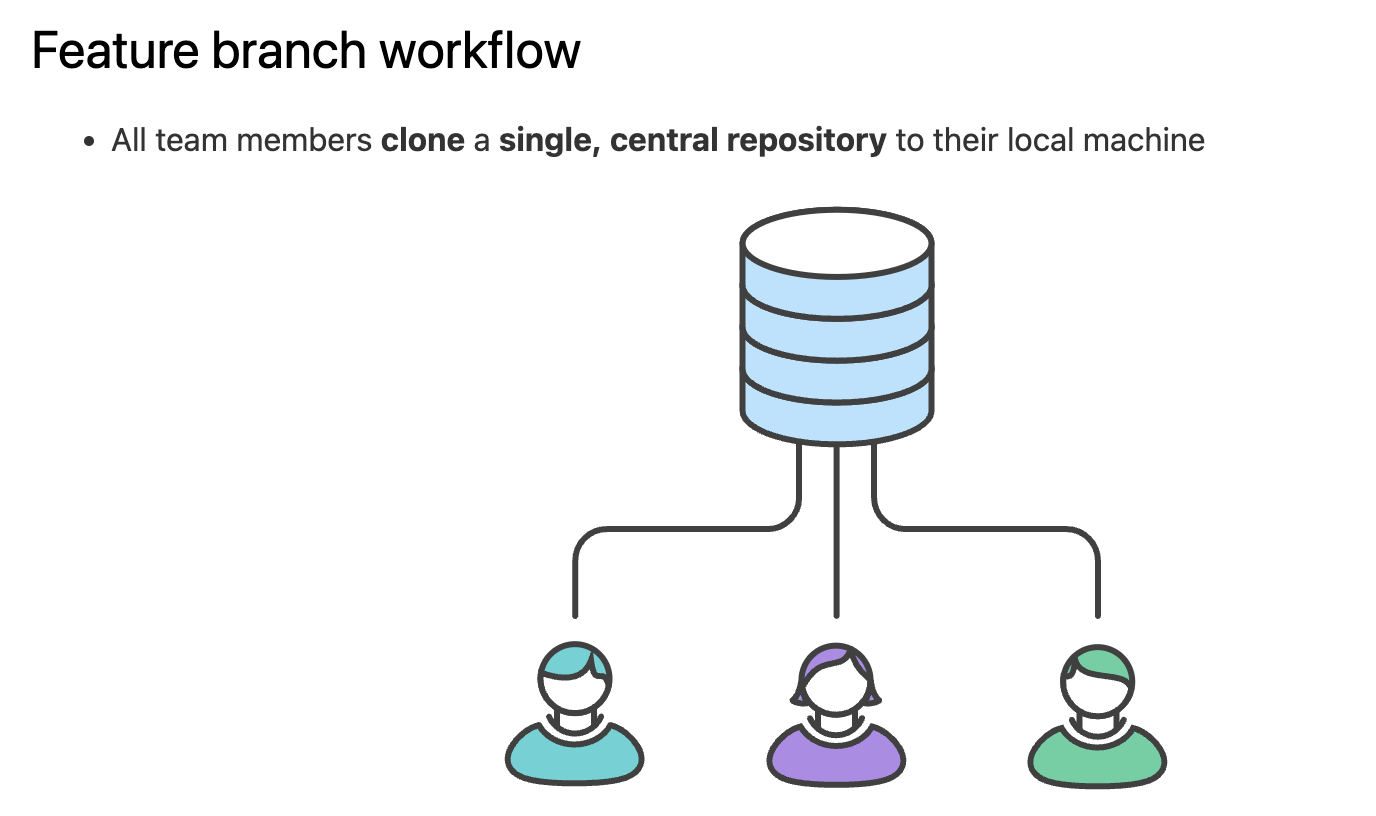 Feature branch workflow
• All team members clone a single, central repository to their local machine